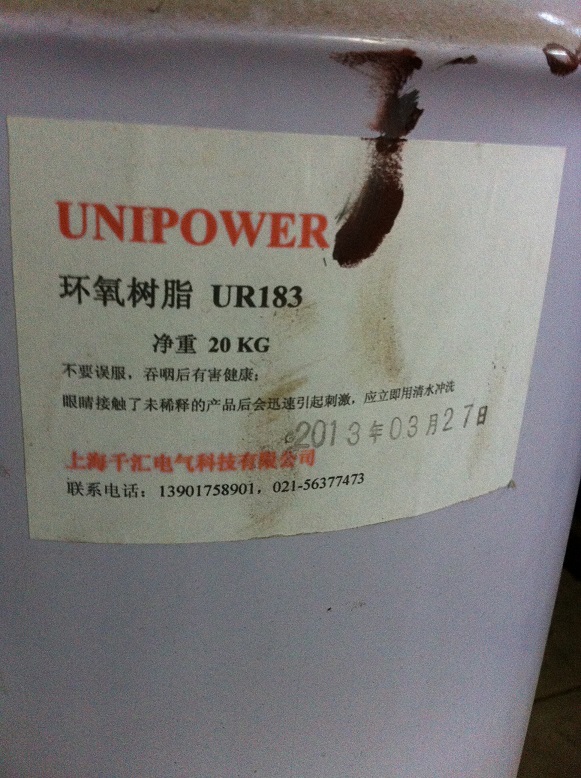 UNIPOWER
环氧树脂 UR183
净重 20 KG
不要误服，吞咽后有害健康；
眼睛接触了未稀释的产品后会迅速引起刺激，应立即用清水冲洗
2013年03月27日
上海千汇电气科技有限公司
联系电话：13901758901，021-56377473